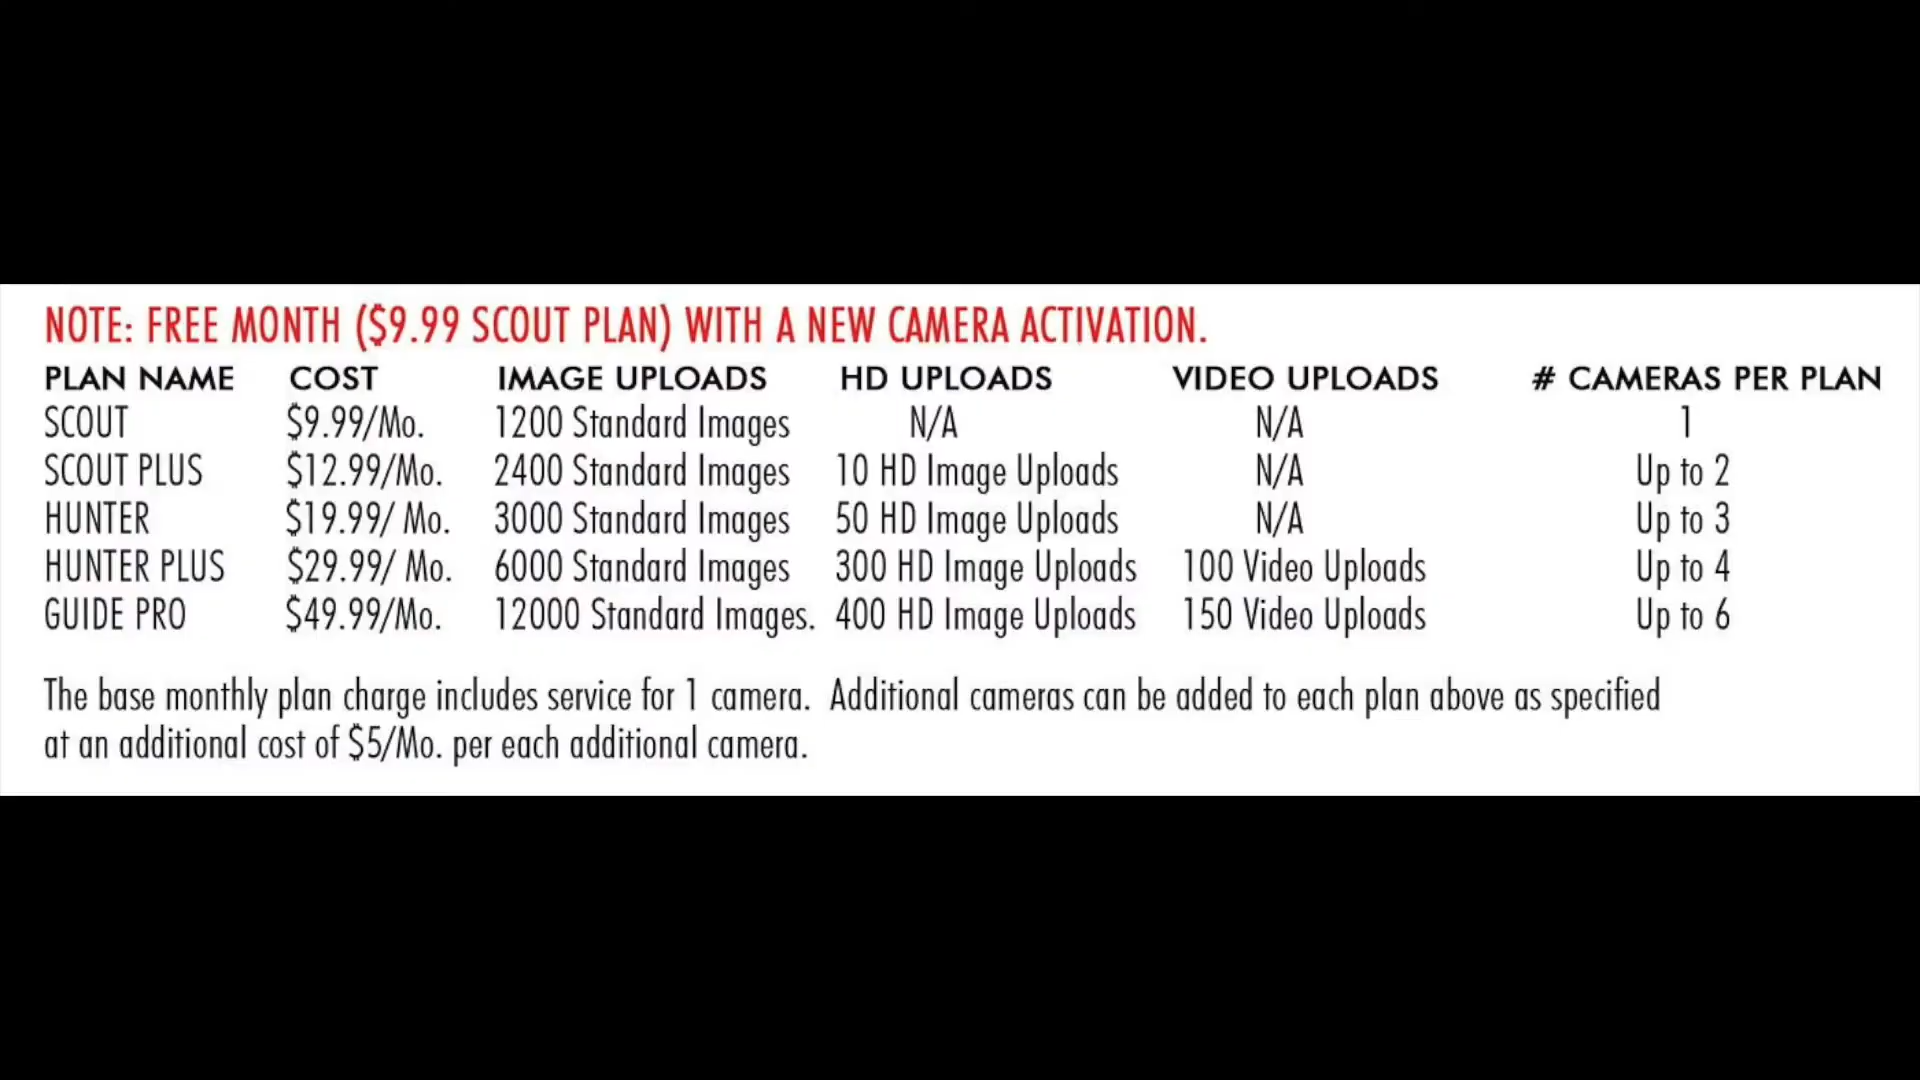 NOTE: FREE MONTH ($9.99 SCOUT PLAN) WITH A NEW CAMERA ACTIVATION.
PLAN NAME COST IMAGE UPLOADS HD UPLOADS VIDEO UPLOADS # CAMERAS PER PLAN
SCOUT $9.99/Mo. 1200 Standard Images N/A N/A 1
SCOUT PLUS $12.99/Mo. 2400 Standard Images 10 HD Image Uploads N/A Up to 2
HUNTER $19.99/ Mo. 3000 Standard Images 50 HD Image Uploads N/A Up to 3
HUNTER PLUS $29.99/ Mo. 6000 Standard Images 300 HD Image Uploads 100 Video Uploads Up to 4
GUIDE PRO $49.99/Mo. 12000 Standard Images. 400 HD Image Uploads 150 Video Uploads Up to 6
The base monthly plan charge includes service for 1 camera. Additional cameras can be added to each plan above as specified
at an additional cost of $5/Mo. per each additional camera.